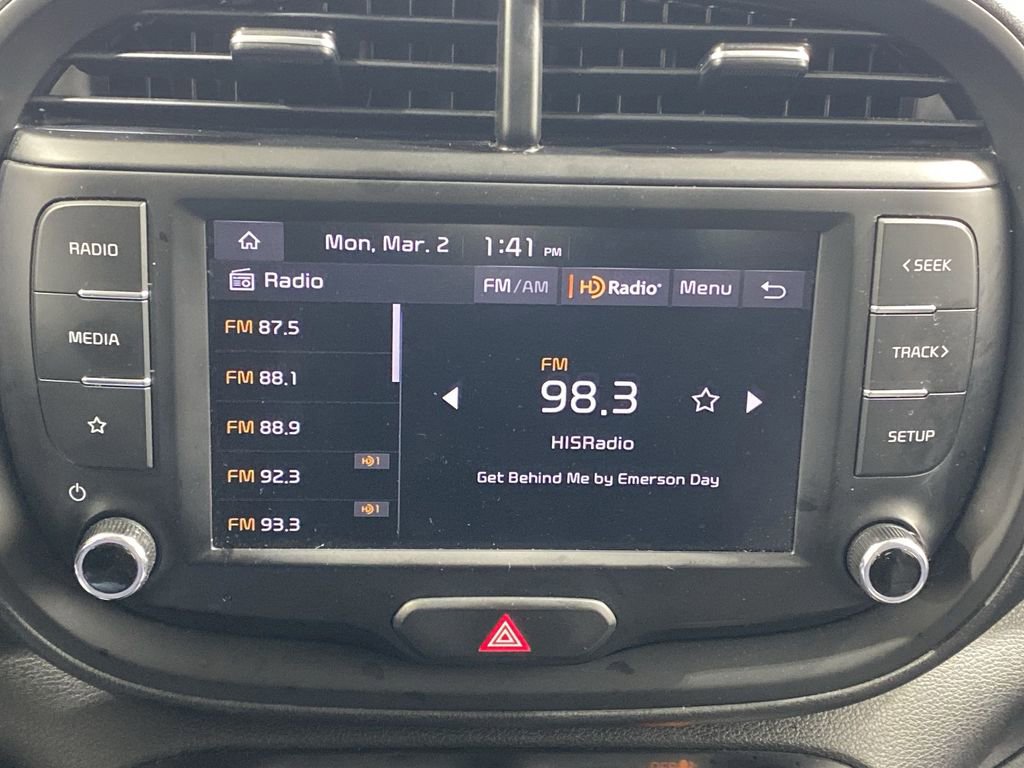 Mon, Mar. 2 1:41 PM
Radio FM/AM HD Radio Menu
RADIO
MEDIA
FM 87.5
FM 88.1
FM 88.9
HD1
FM 92.3
HD1
FM 93.3
FM
98.3
HISRadio
Get Behind Me by Emerson Day
< SEEK
TRACK >
SETUP